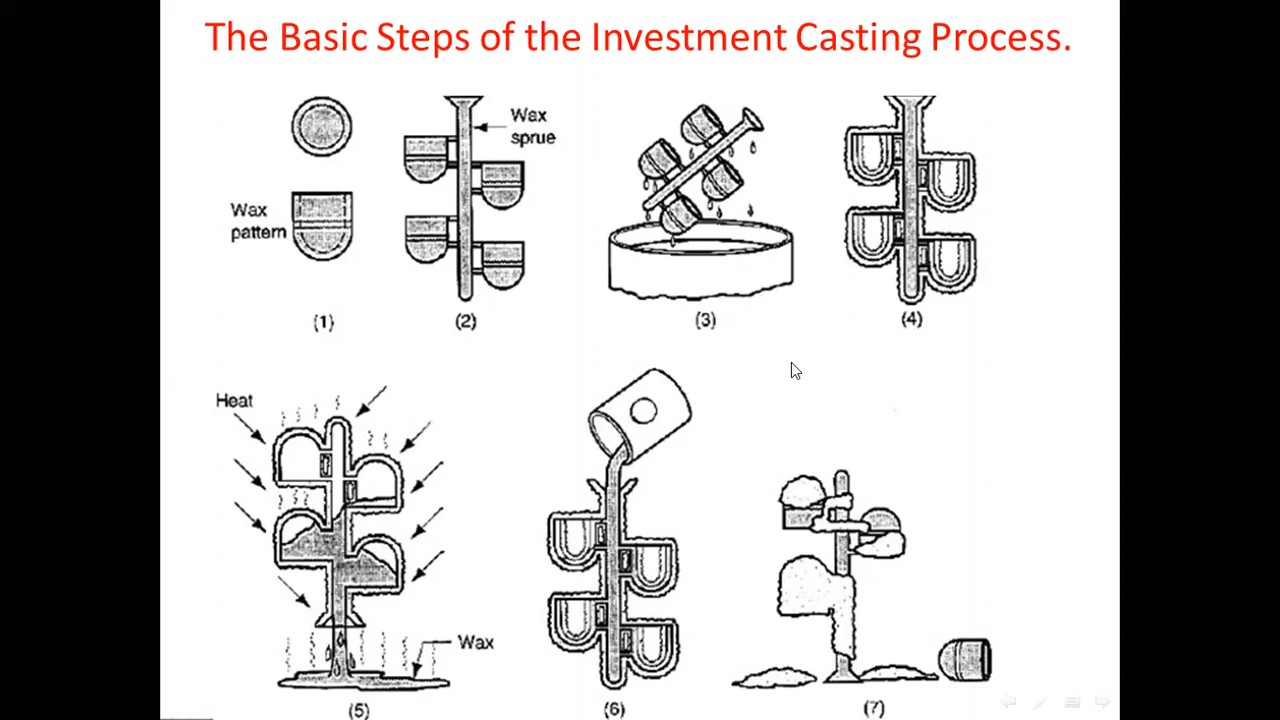 The Basic Steps of the Investment Casting Process.
Wax
sprue
Wax
pattern
(1)
(2)
(3)
(4)
Heat
Wax
(5)
(6)
(7)